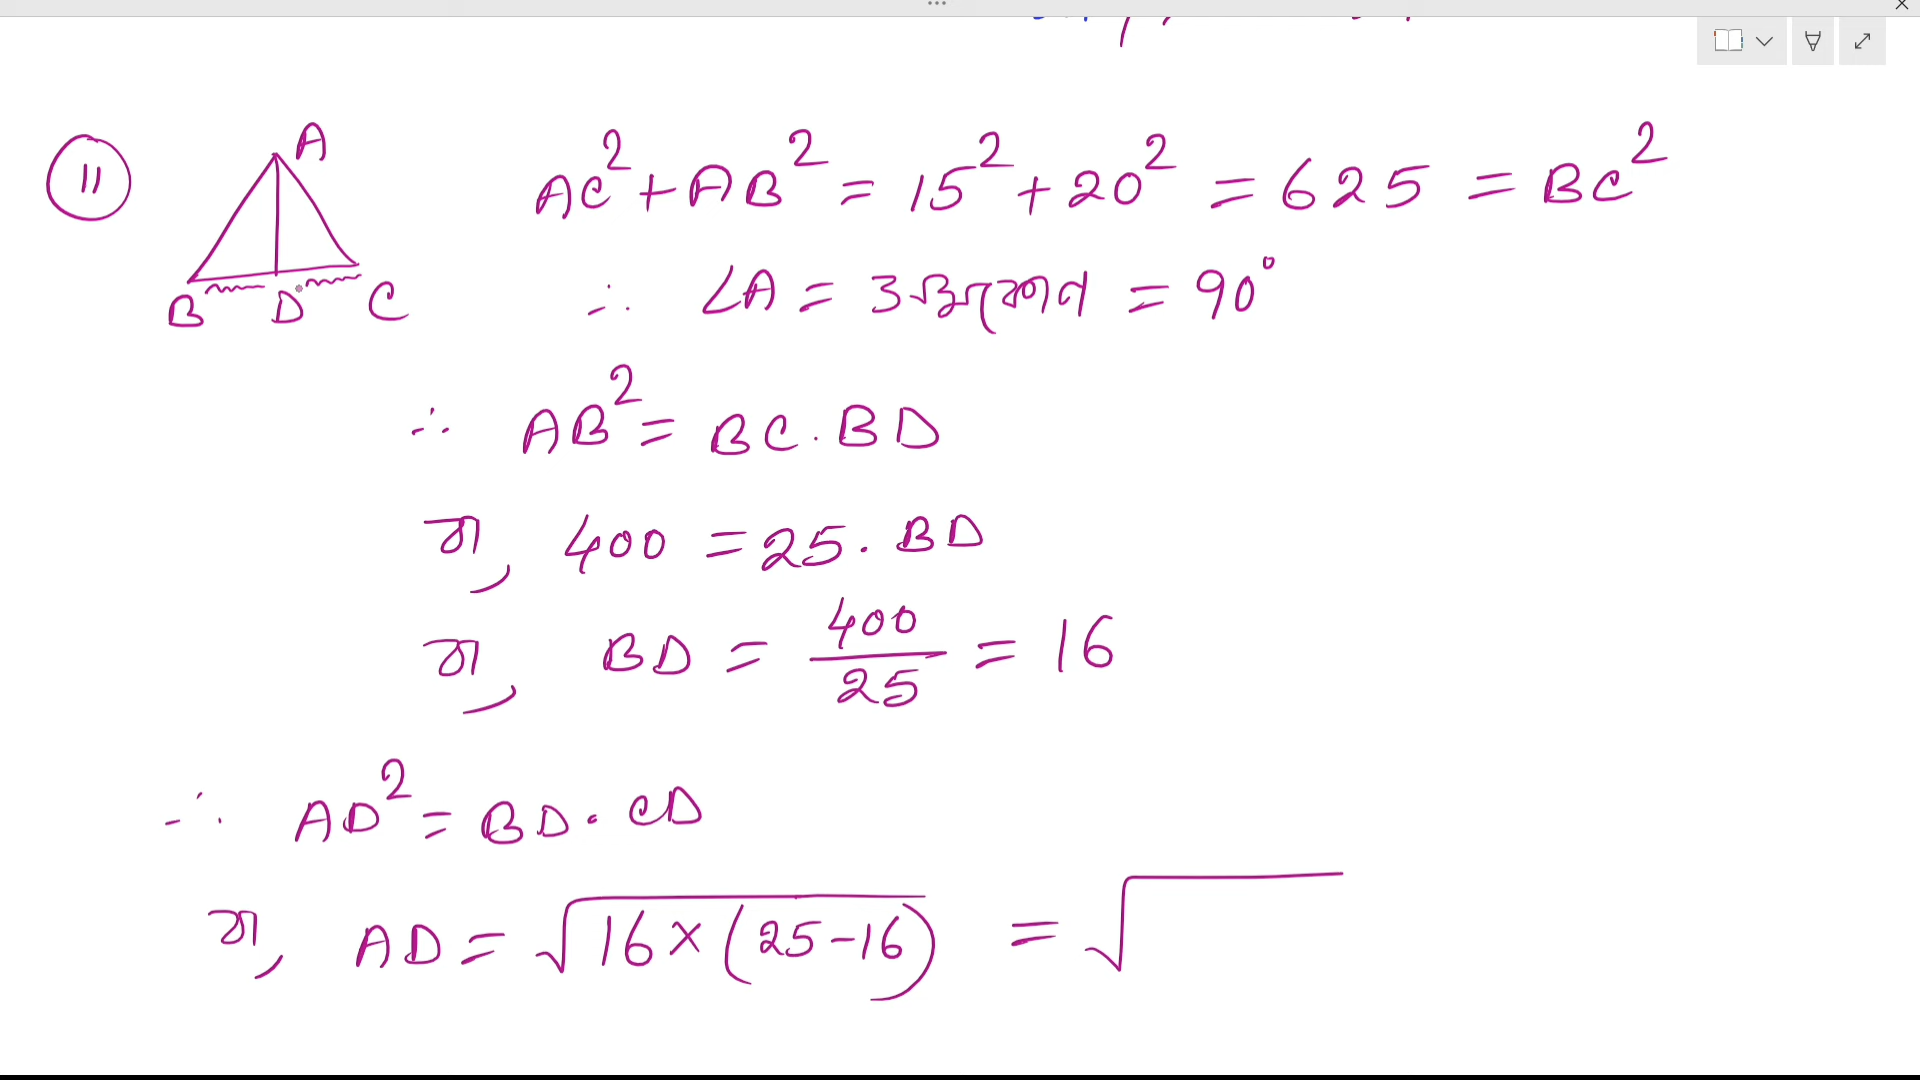 11
A
B D C
AC² + AB² = 15² + 20² = 625 = BC²
∴ ∠A = = 90°
∴ AB² = BC . BD
বা, 400 = 25 . BD
বা, BD = 400/25 = 16
∴ AD² = BD . CD
বা, AD = √16 × (25 - 16) = √